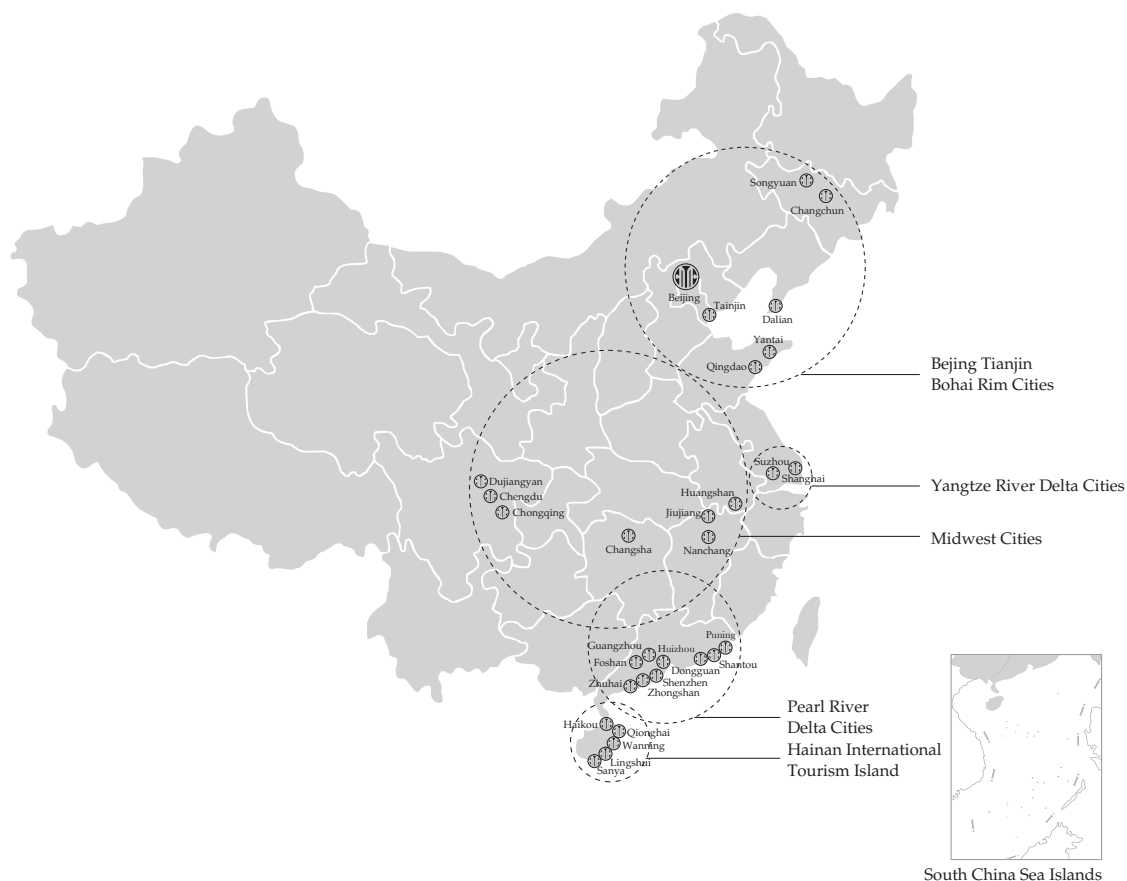 Songyuan
Changchun
Beijing
Tainjin
Dalian
Yantai
Qingdao
Bejing Tianjin
Bohai Rim Cities
Suzhou
Shanghai
Yangtze River Delta Cities
Dujiangyan
Chengdu
Chongqing
Huangshan
Jiujiang
Changsha
Nanchang
Midwest Cities
Puning
Guangzhou
Huizhou
Foshan
Dongguan
Shantou
Zhuhai
Shenzhen
Zhongshan
Pearl River
Delta Cities
Haikou
Qionghai
Wanning
Lingshui
Sanya
Hainan International
Tourism Island
South China Sea Islands